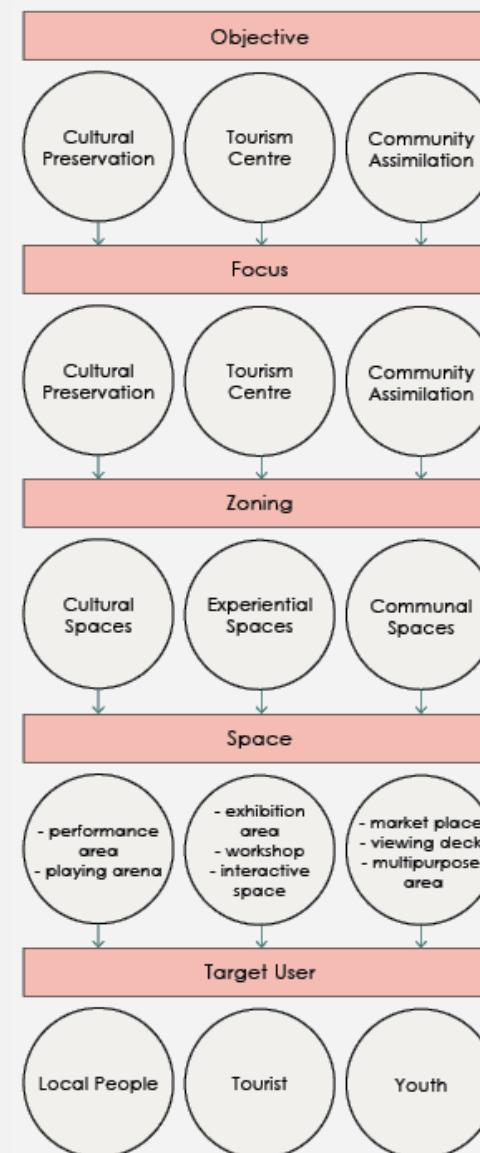 Objective
Cultural
Preservation
Tourism
Centre
Community
Assimilation
Focus
Cultural
Preservation
Tourism
Centre
Community
Assimilation
Zoning
Cultural
Spaces
Experiential
Spaces
Communal
Spaces
Space
- performance
area
- playing arena
- exhibition
area
- workshop
- interactive
space
- market place
- viewing deck
- multipurpose
area
Target User
Local People
Tourist
Youth